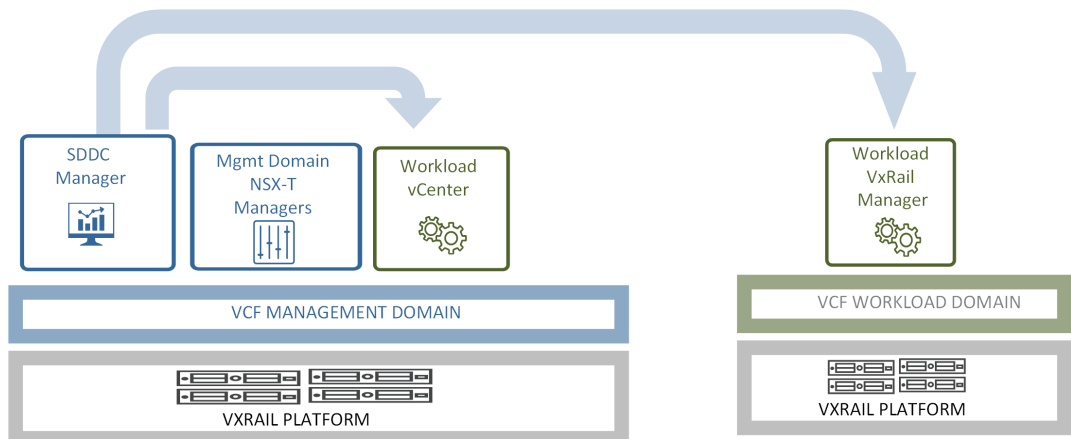 SDDC
Manager
Mgmt Domain
NSX-T
Managers
Workload
vCenter
Workload
VxRail
Manager
VCF MANAGEMENT DOMAIN
VCF WORKLOAD DOMAIN
VXRAIL PLATFORM
VXRAIL PLATFORM